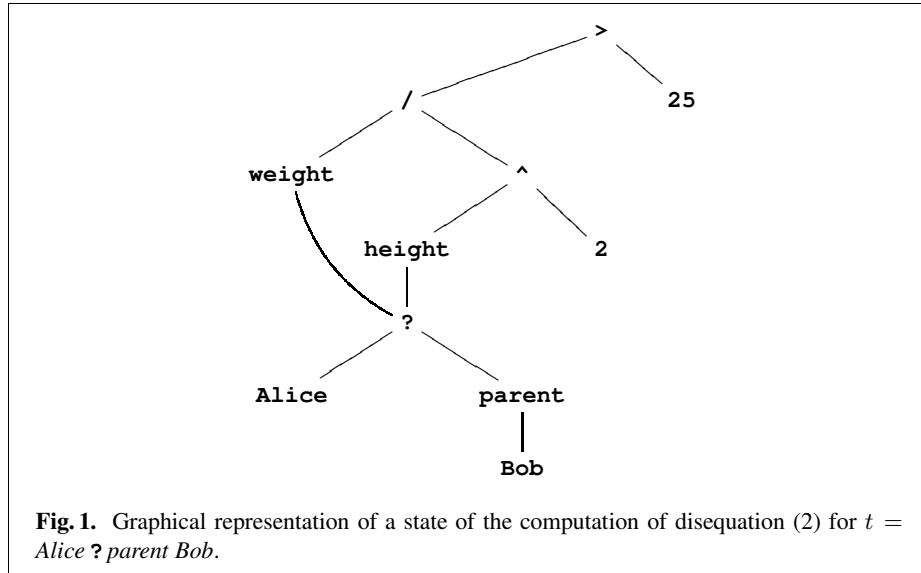 >
/ 25
weight ^
height 2
?
Alice parent
Bob
Fig. 1. Graphical representation of a state of the computation of disequation (2) for t =
Alice ? parent Bob.